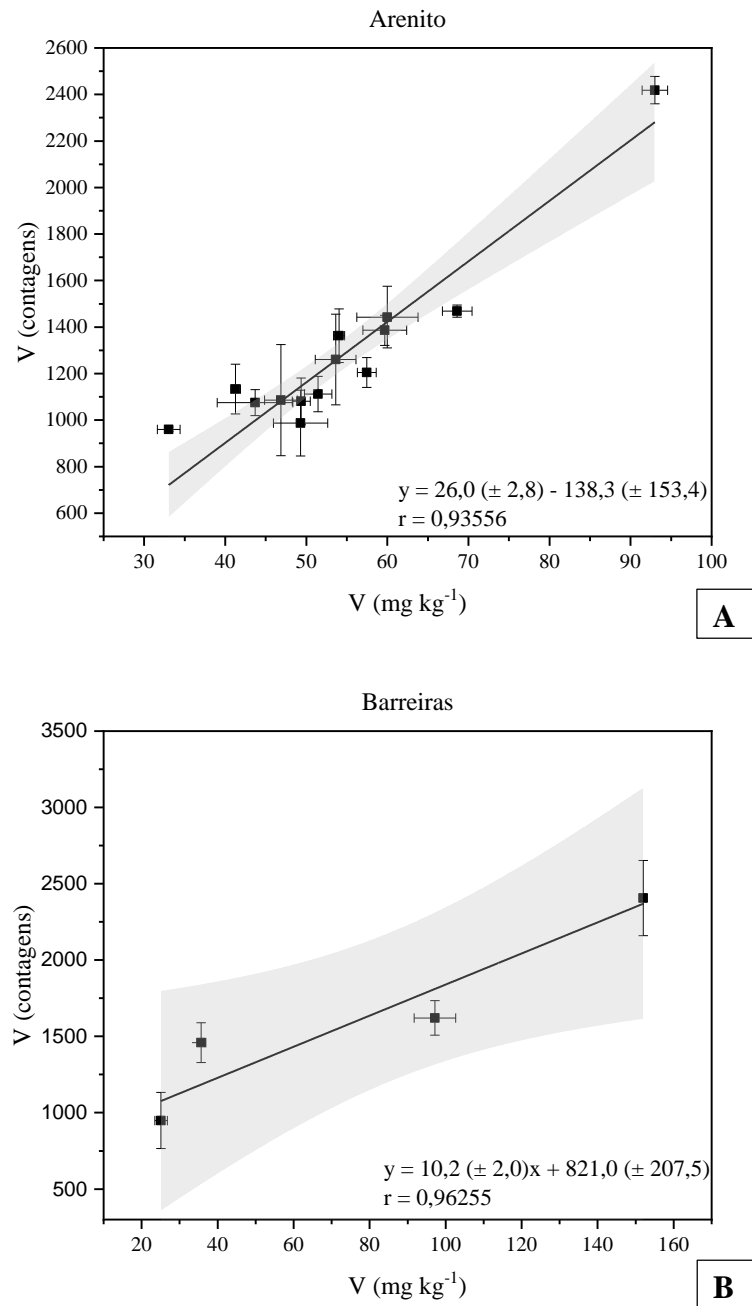 Arenito
2600
2400
2200
2000
1800
1600
1400
1200
1000
800
600
V (contagens)
y = 26,0 (± 2,8) - 138,3 (± 153,4)
r = 0,93556
30 40 50 60 70 80 90 100
V (mg kg⁻¹)
A
Barreiras
3500
3000
2500
2000
1500
1000
500
V (contagens)
y = 10,2 (± 2,0)x + 821,0 (± 207,5)
r = 0,96255
20 40 60 80 100 120 140 160
V (mg kg⁻¹)
B